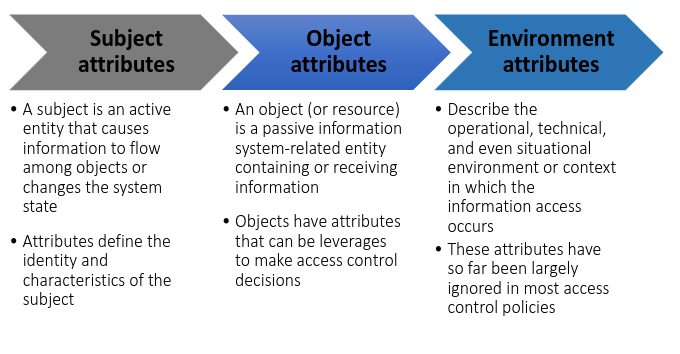 Subject
attributes
• A subject is an active
entity that causes
information to flow
among objects or
changes the system
state
• Attributes define the
identity and
characteristics of the
subject
Object
attributes
• An object (or resource)
is a passive information
system-related entity
containing or receiving
information
• Objects have attributes
that can be leverages
to make access control
decisions
Environment
attributes
• Describe the
operational, technical,
and even situational
environment or context
in which the
information access
occurs
• These attributes have
so far been largely
ignored in most access
control policies